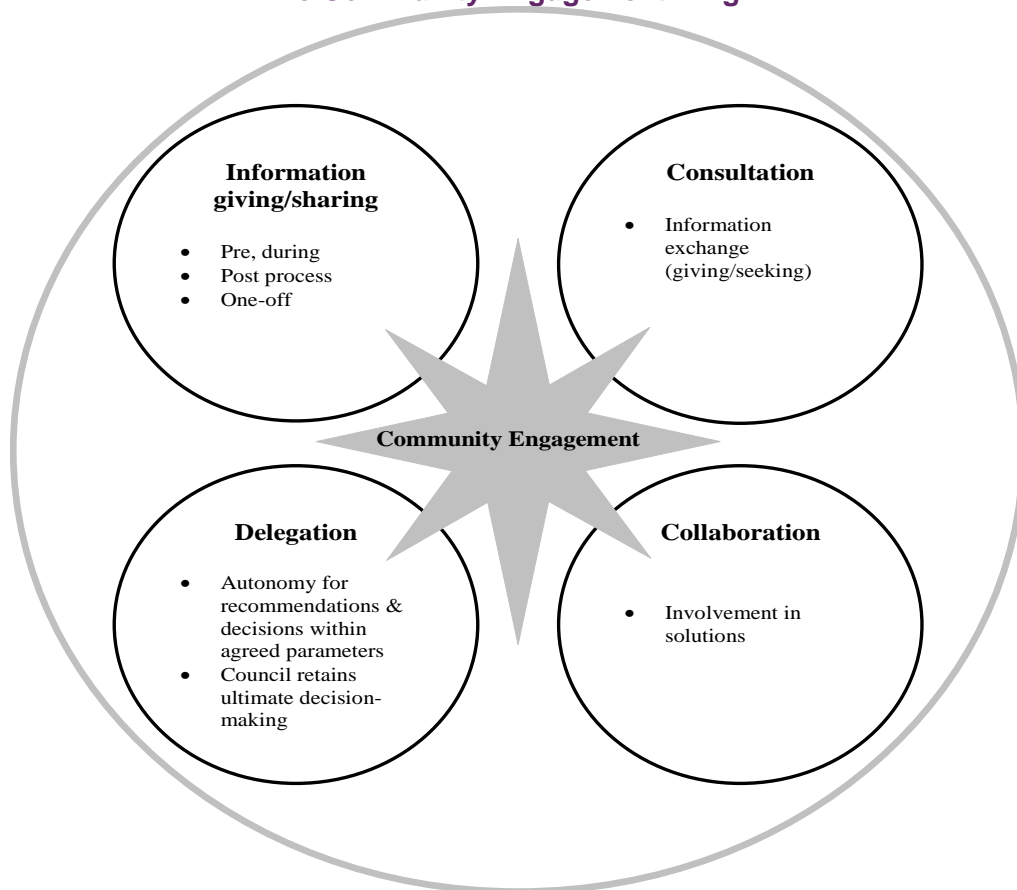 Information
giving/sharing
• Pre, during
• Post process
• One-off
Consultation
• Information
exchange
(giving/seeking)
Community Engagement
Delegation
• Autonomy for
recommendations &
decisions within
agreed parameters
• Council retains
ultimate decision-
making
Collaboration
• Involvement in
solutions